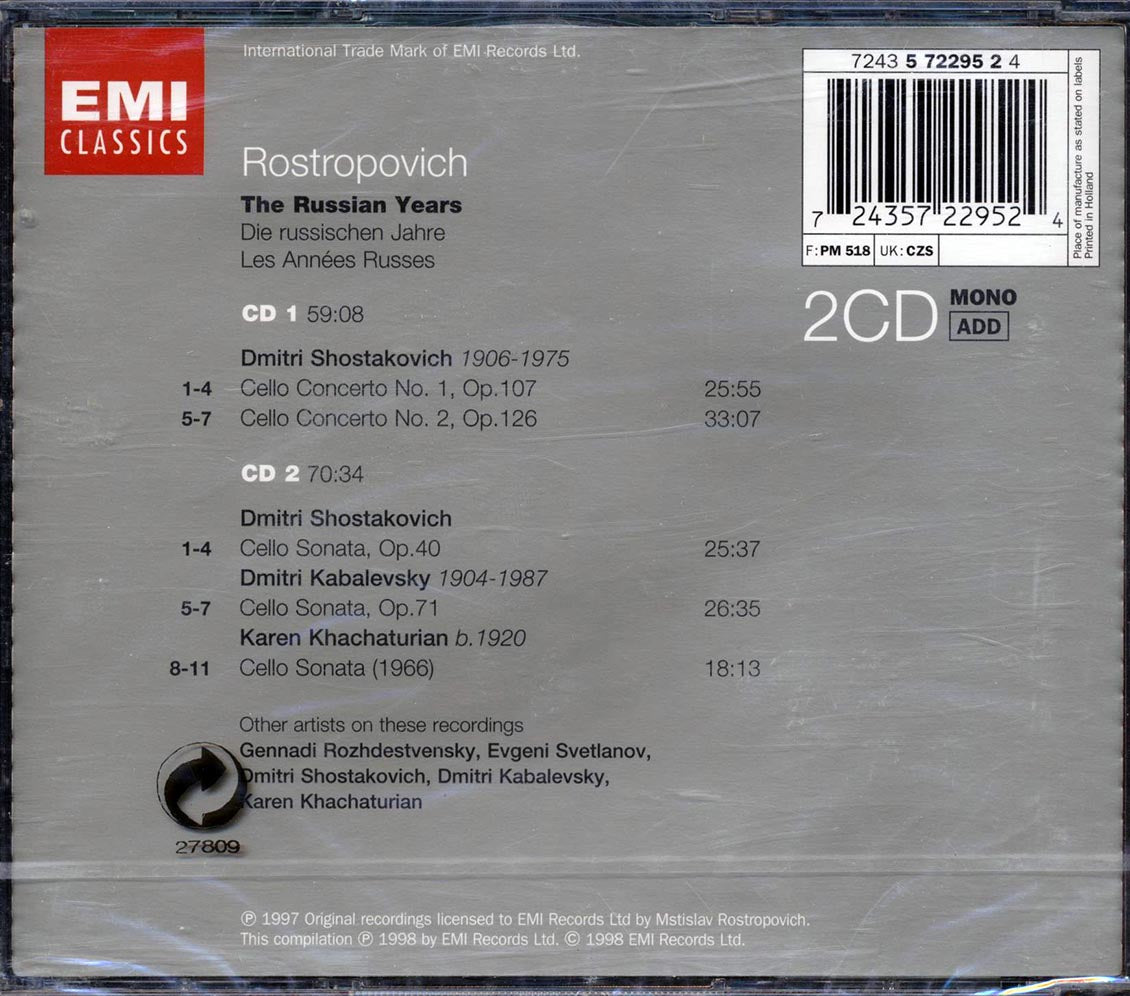 International Trade Mark of EMI Records Ltd.
EMI
CLASSICS
7243 5 72295 2 4
7 24357 22952 4
F: PM 518 UK: CZS
Place of manufacture as stated on labels
Printed in Holland
2CD MONO
ADD
Rostropovich
The Russian Years
Die russischen Jahre
Les Années Russes
CD 1 59:08
Dmitri Shostakovich 1906-1975
1-4 Cello Concerto No. 1, Op.107 25:55
5-7 Cello Concerto No. 2, Op.126 33:07
CD 2 70:34
Dmitri Shostakovich
1-4 Cello Sonata, Op.40 25:37
Dmitri Kabalevsky 1904-1987
5-7 Cello Sonata, Op.71 26:35
Karen Khachaturian b.1920
8-11 Cello Sonata (1966) 18:13
Other artists on these recordings
Gennadi Rozhdestvensky, Evgeni Svetlanov,
Dmitri Shostakovich, Dmitri Kabalevsky,
Karen Khachaturian
27809
℗ 1997 Original recordings licensed to EMI Records Ltd by Mstislav Rostropovich.
This compilation ℗ 1998 by EMI Records Ltd. © 1998 EMI Records Ltd.